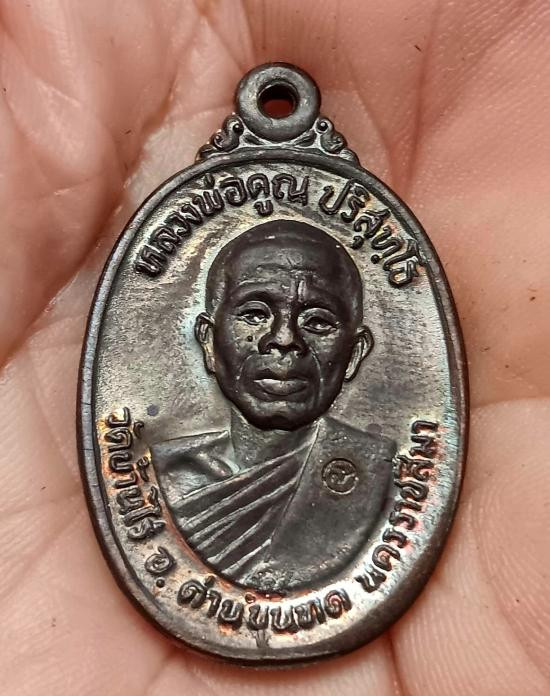 หลวงพ่อคูณ ปริสุทฺโธ
วัดบ้านไร่ อ. ด่านขุนทด นครราชสีมา